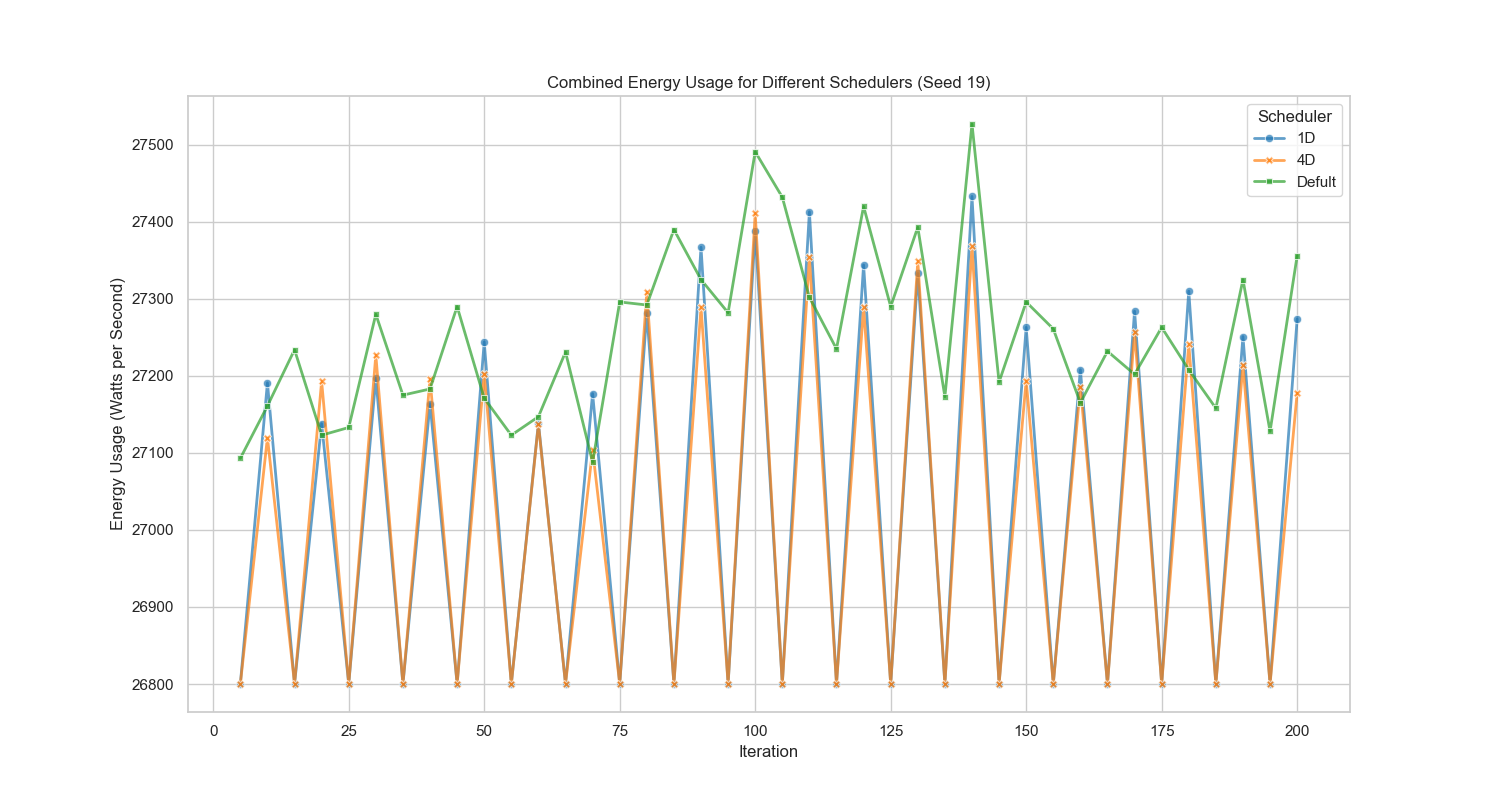 Combined Energy Usage for Different Schedulers (Seed 19)
Energy Usage (Watts per Second)
27500
27400
27300
27200
27100
27000
26900
26800
0 25 50 75 100 125 150 175 200
Iteration
Scheduler
1D
4D
Defult